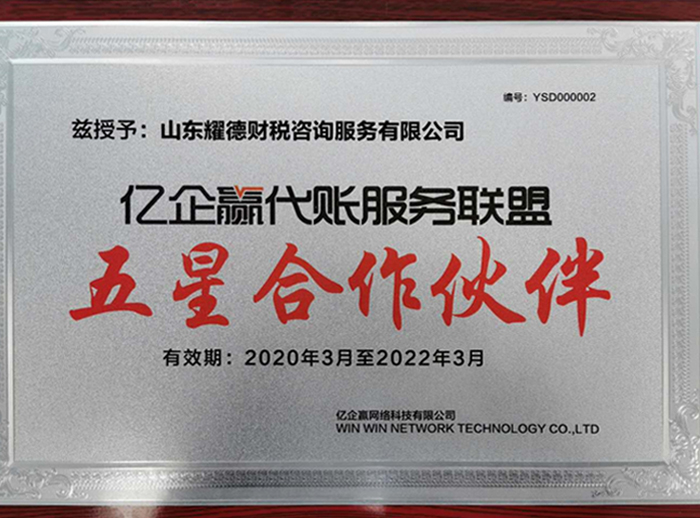 编号：YSD000002
兹授予：山东耀德财税咨询服务有限公司
亿企赢代账服务联盟
五星合作伙伴
有效期：2020年3月至2022年3月
亿企赢网络科技有限公司
WIN WIN NETWORK TECHNOLOGY CO.,LTD